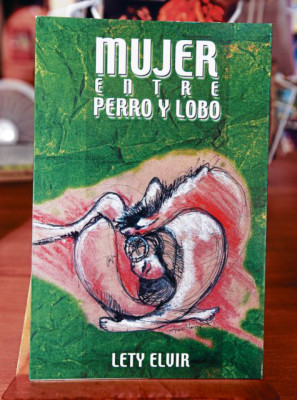 MUJER
ENTRE
PERRO Y LOBO
LETY ELVIR